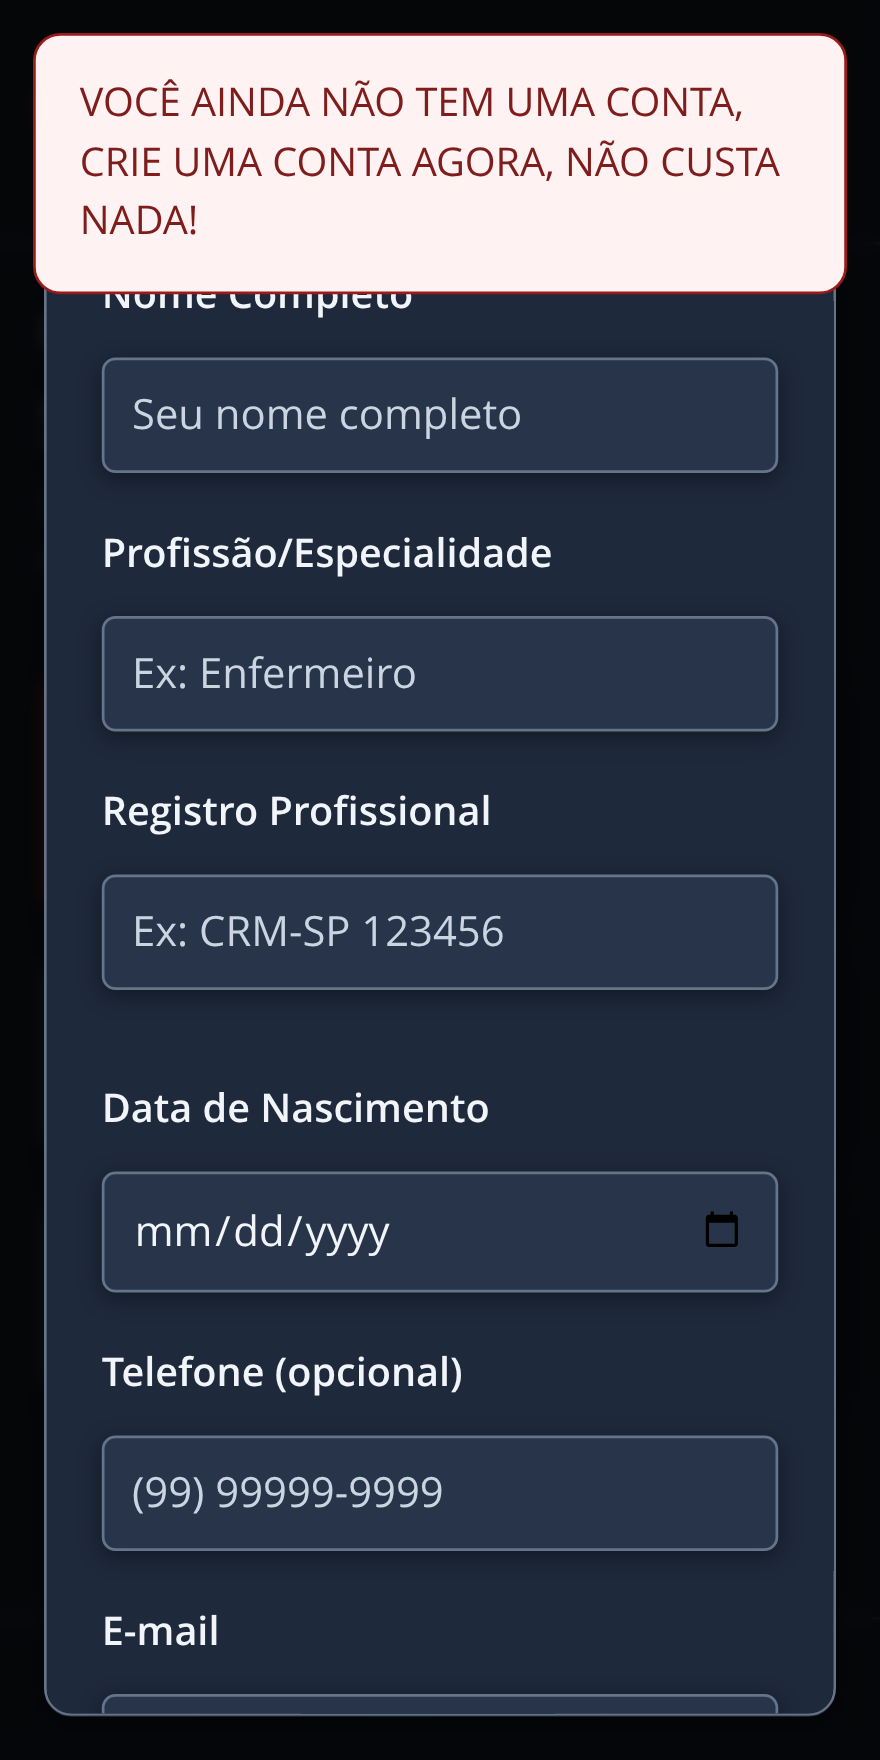 VOCÊ AINDA NÃO TEM UMA CONTA,
CRIE UMA CONTA AGORA, NÃO CUSTA
NADA!
Nome Completo
Seu nome completo
Profissão/Especialidade
Ex: Enfermeiro
Registro Profissional
Ex: CRM-SP 123456
Data de Nascimento
mm/dd/yyyy
Telefone (opcional)
(99) 99999-9999
E-mail